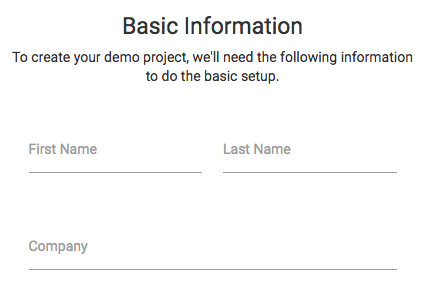 Basic Information
To create your demo project, we'll need the following information
to do the basic setup.
First Name
Last Name
Company